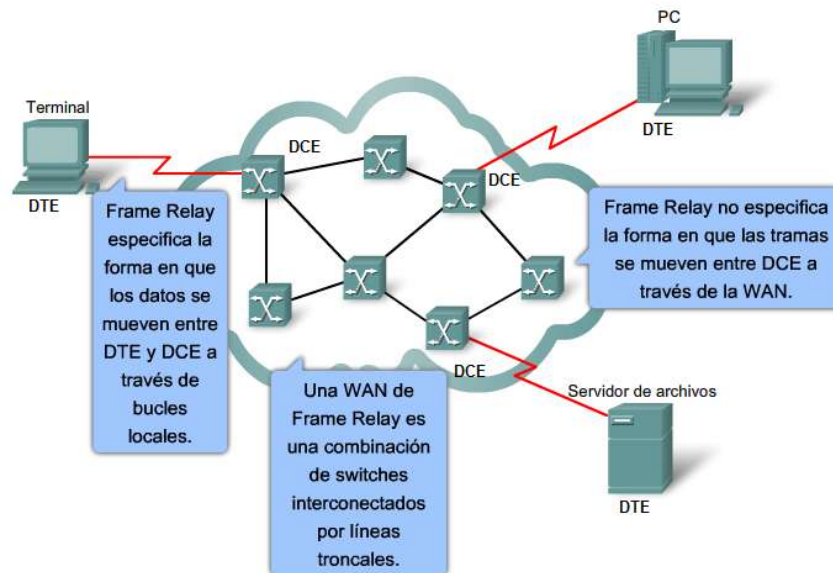 PC
DTE
Terminal
DTE
DCE
DCE
Frame Relay
especifica la
forma en que
los datos se
mueven entre
DTE y DCE a
través de
bucles
locales.
Frame Relay no especifica
la forma en que las tramas
se mueven entre DCE a
través de la WAN.
DCE
Una WAN de
Frame Relay es
una combinación
de switches
interconectados
por líneas
troncales.
Servidor de archivos
DTE